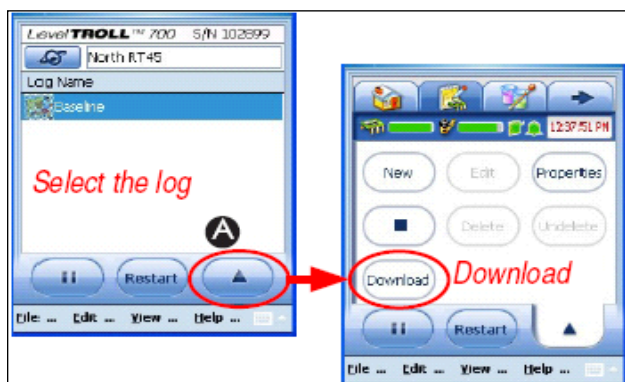 LevelTROLL™ 700 S/N 102899
North RT45
Log Name
Baseline
Select the log
A
Restart
File ... Edit ... View ... Help ...
12:37:51 PM
New Edit Properties
Delete Undelete
Download Download
Restart
File ... Edit ... View ... Help ...